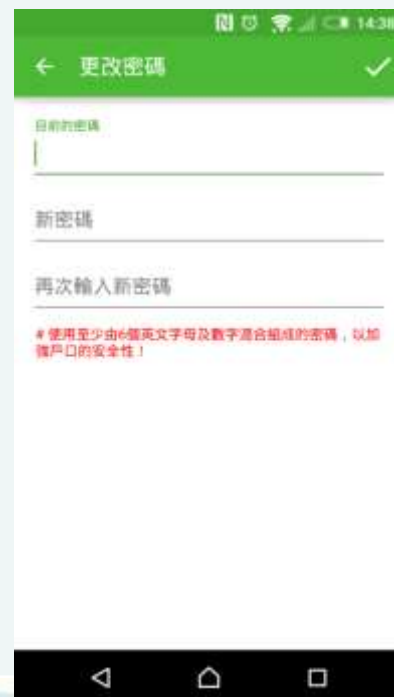 14:38
更改密碼
目前的密碼
新密碼
再次輸入新密碼
# 使用至少由6個英文字母及數字混合組成的密碼，以加
強戶口的安全性！